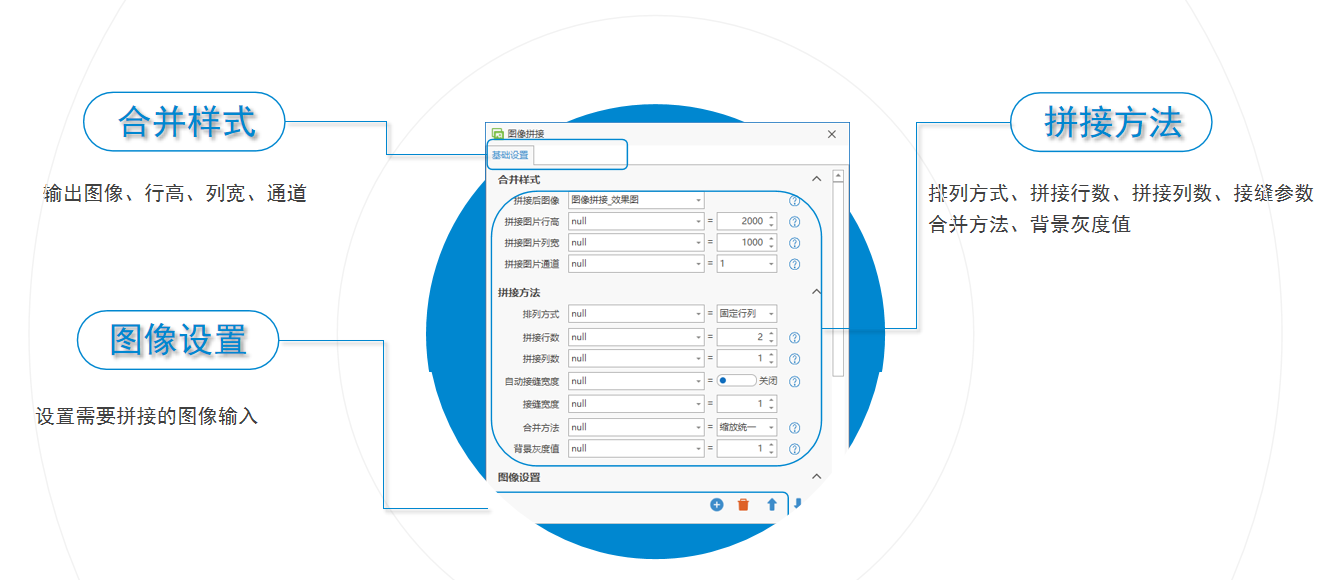 合并样式
输出图像、行高、列宽、通道
图像设置
设置需要拼接的图像输入
图像拼接
基础设置
合并样式
拼接后图像 图像拼接_效果图
拼接图片行高 null = 2000
拼接图片列宽 null = 1000
拼接图片通道 null = 1
拼接方法
排列方式 null = 固定行列
拼接行数 null = 2
拼接列数 null = 1
自动接缝宽度 null = 关闭
接缝宽度 null = 1
合并方法 null = 缩放统一
背景灰度值 null = 1
图像设置
拼接方法
排列方式、拼接行数、拼接列数、接缝参数
合并方法、背景灰度值